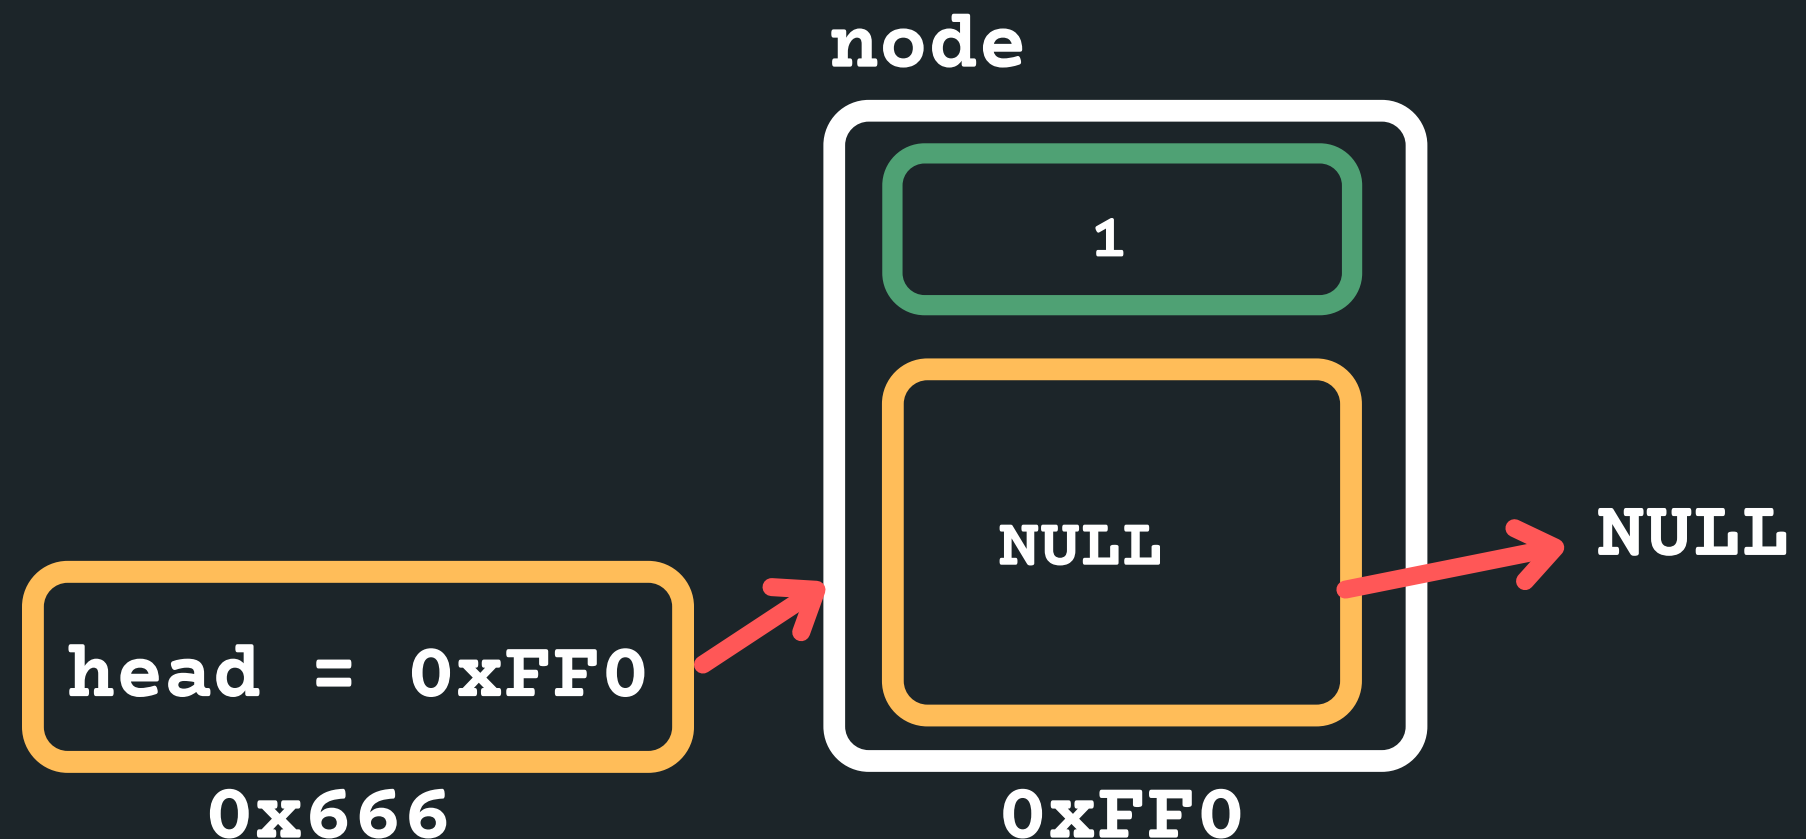 node
1
NULL
NULL
head = 0xFF0
0x666
0xFF0